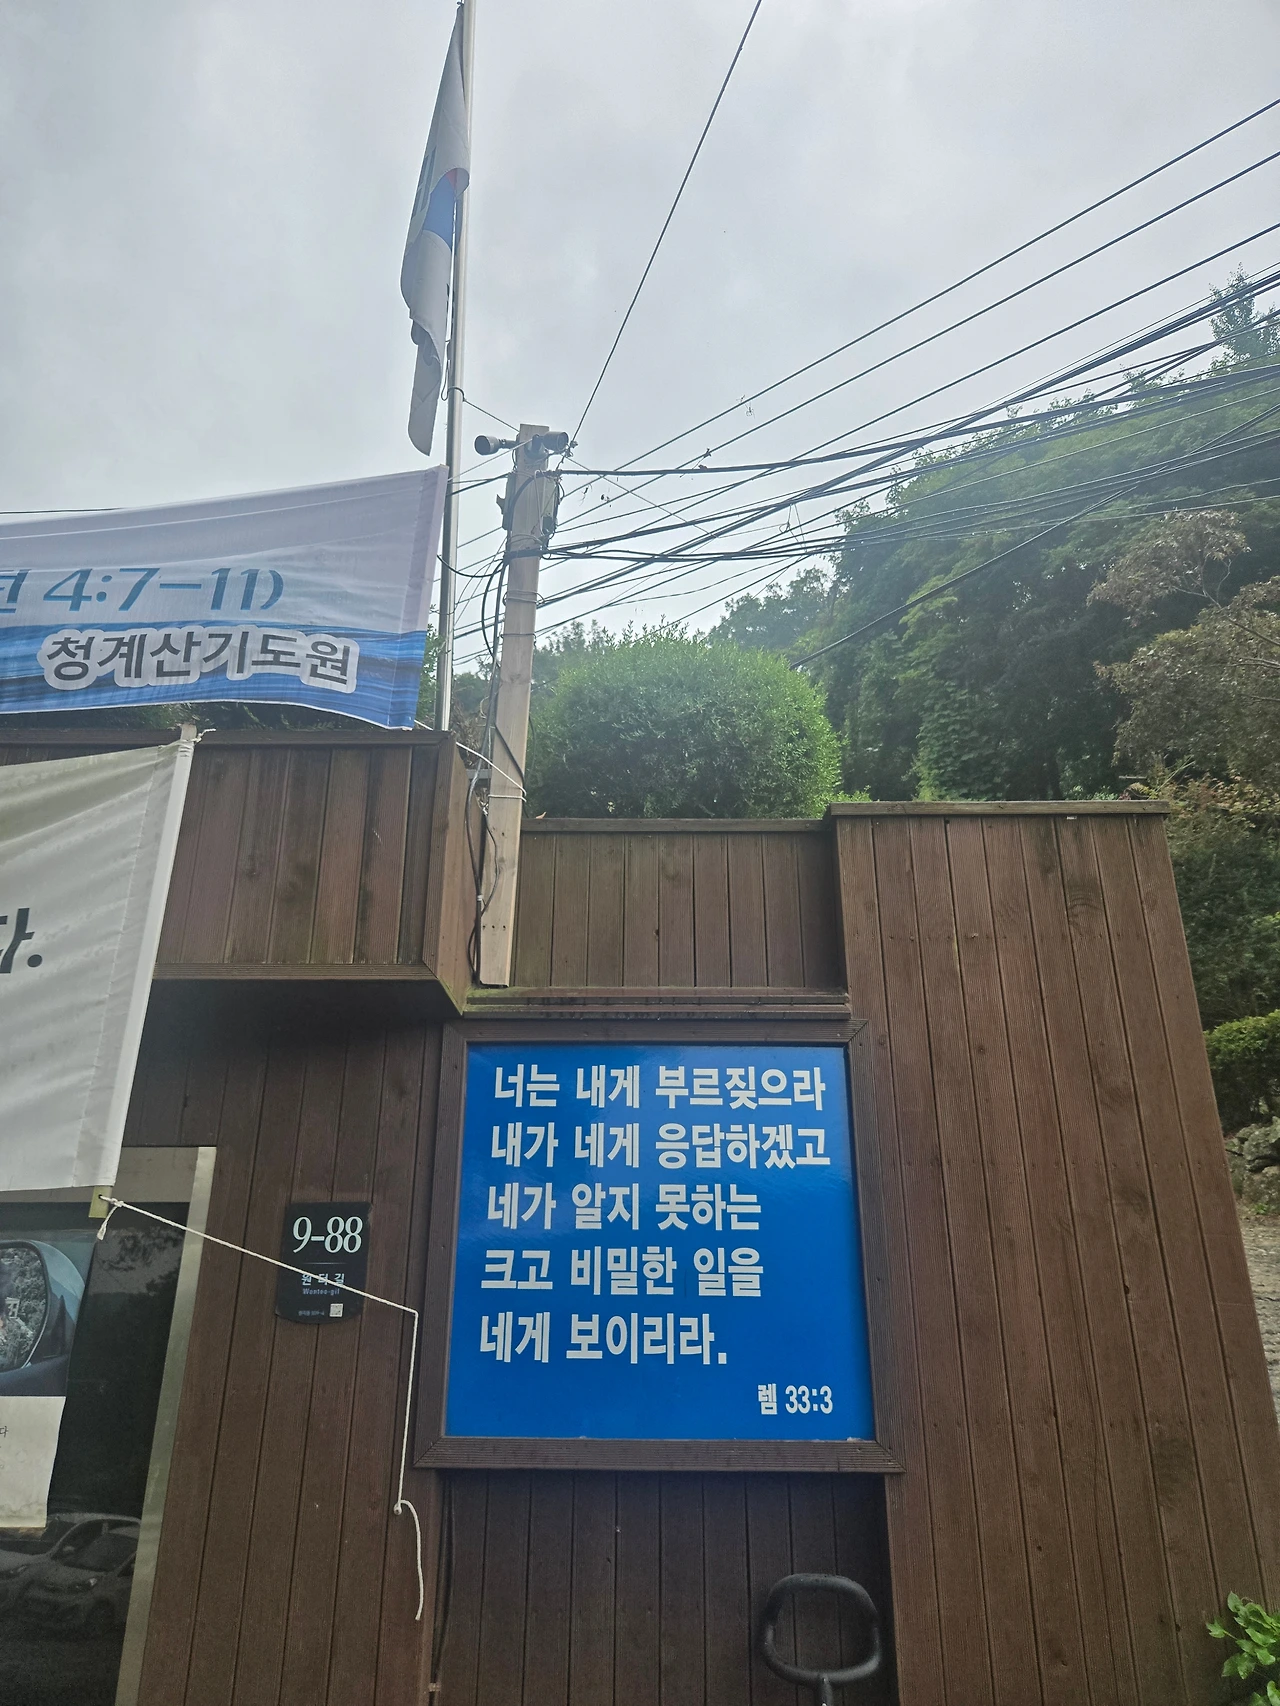 4:7-11)
청계산기도원
다.
너는 내게 부르짖으라
내가 네게 응답하겠고
네가 알지 못하는
크고 비밀한 일을
네게 보이리라.
렘 33:3
9-88
원터길
Wonteo-gil